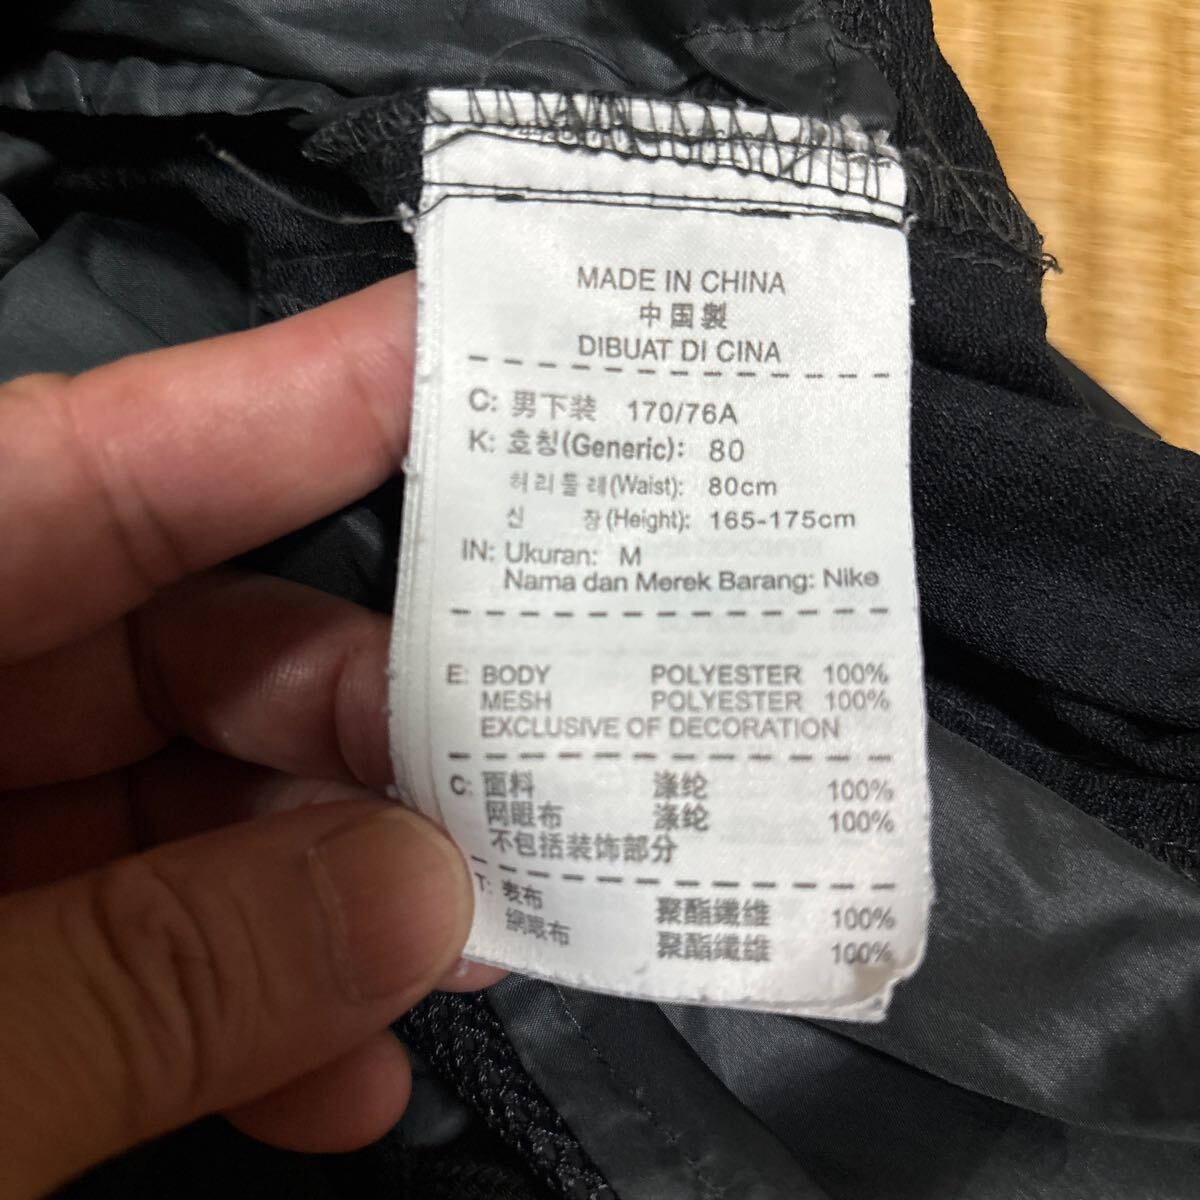 MADE IN CHINA
中国製
DIBUAT DI CINA
C: 男下装 170/76A
K: 호칭(Generic): 80
허리둘레(Waist): 80cm
신 장(Height): 165-175cm
IN: Ukuran: M
Nama dan Merek Barang: Nike
E: BODY POLYESTER 100%
MESH POLYESTER 100%
EXCLUSIVE OF DECORATION
C: 面料 涤纶 100%
网眼布 涤纶 100%
不包括装饰部分
T: 表布 聚酯纖维 100%
網眼布 聚酯纖维 100%